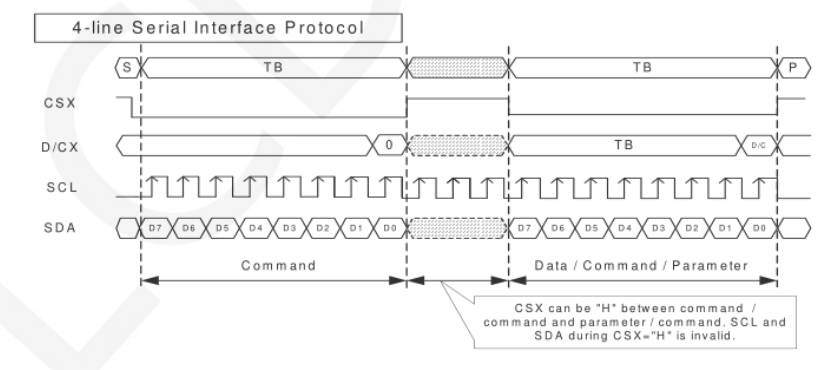 4-line Serial Interface Protocol
S TB TB P
CSX
D/CX 0 TB D/C
SCL
SDA D7 D6 D5 D4 D3 D2 D1 D0 D7 D6 D5 D4 D3 D2 D1 D0
Command Data / Command / Parameter
CSX can be "H" between command /
command and parameter / command. SCL and
SDA during CSX="H" is invalid.